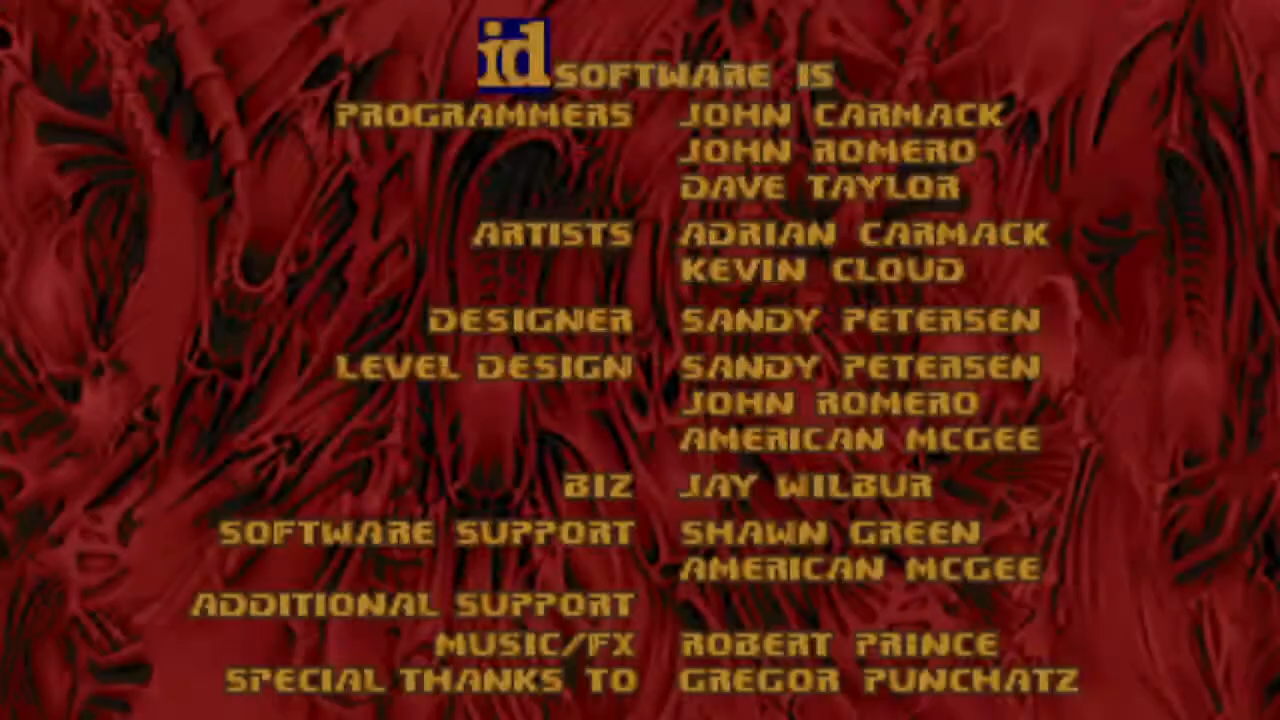 id SOFTWARE IS
PROGRAMMERS JOHN CARMACK
JOHN ROMERO
DAVE TAYLOR
ARTISTS ADRIAN CARMACK
KEVIN CLOUD
DESIGNER SANDY PETERSEN
LEVEL DESIGN SANDY PETERSEN
JOHN ROMERO
AMERICAN MCGEE
BIZ JAY WILBUR
SOFTWARE SUPPORT SHAWN GREEN
AMERICAN MCGEE
ADDITIONAL SUPPORT
MUSIC/FX ROBERT PRINCE
SPECIAL THANKS TO GREGOR PUNCHATZ